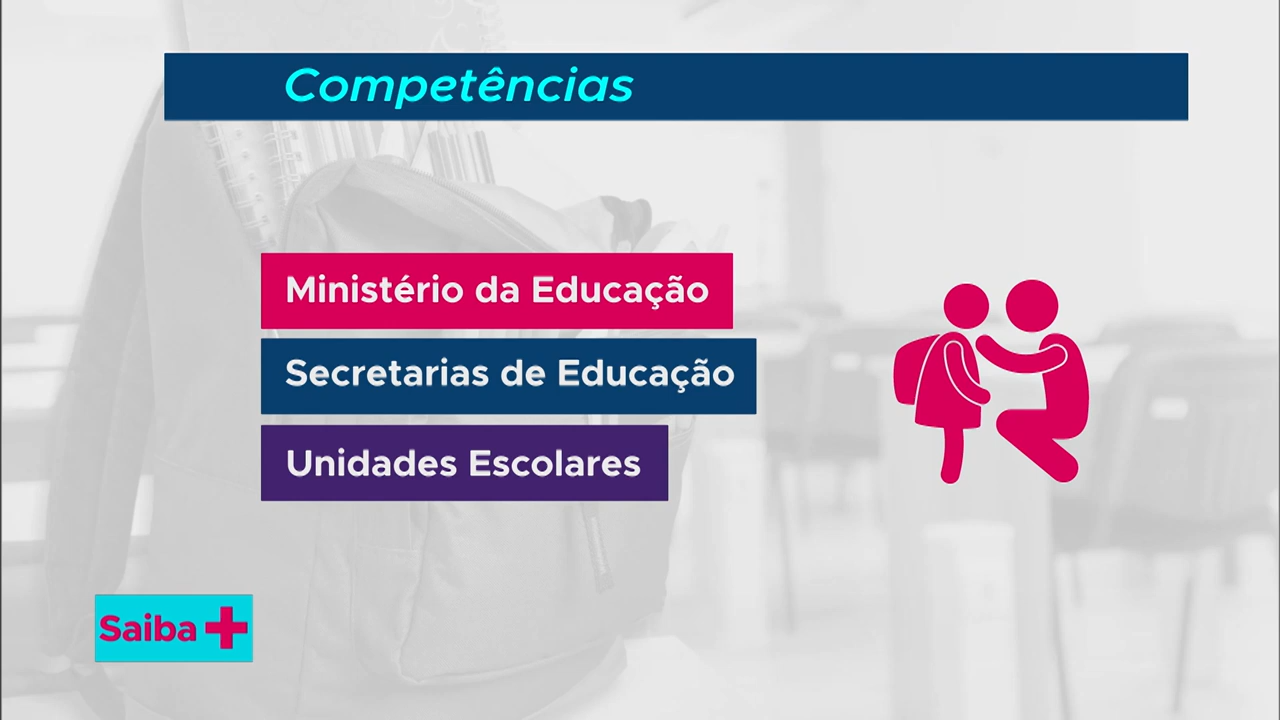 Competências
Ministério da Educação
Secretarias de Educação
Unidades Escolares
Saiba+